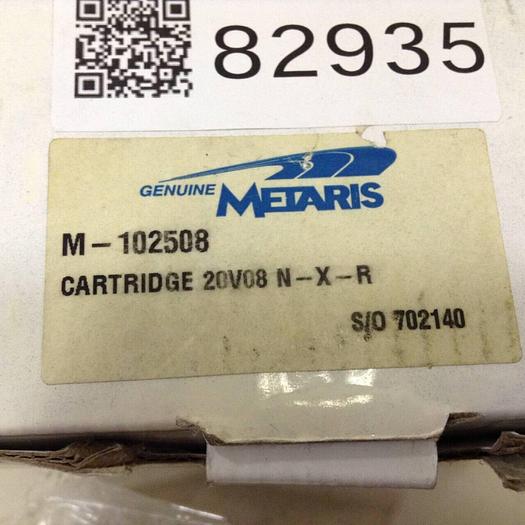 82935
GENUINE METARIS
M-102508
CARTRIDGE 20V08 N-X-R
S/O 702140